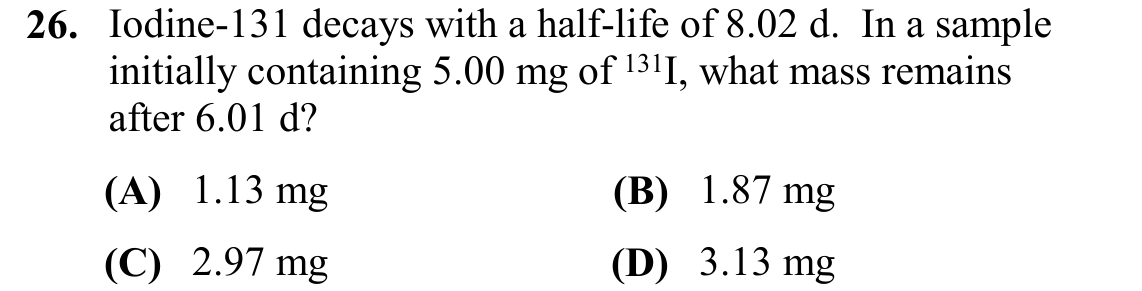 26. Iodine-131 decays with a half-life of 8.02 d. In a sample
initially containing 5.00 mg of ¹³¹I, what mass remains
after 6.01 d?
(A) 1.13 mg (B) 1.87 mg
(C) 2.97 mg (D) 3.13 mg